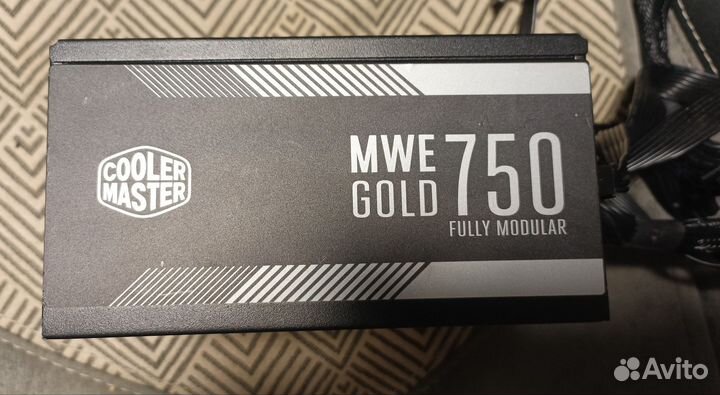 COOLER
MASTER
MWE
GOLD
750
FULLY MODULAR
Avito